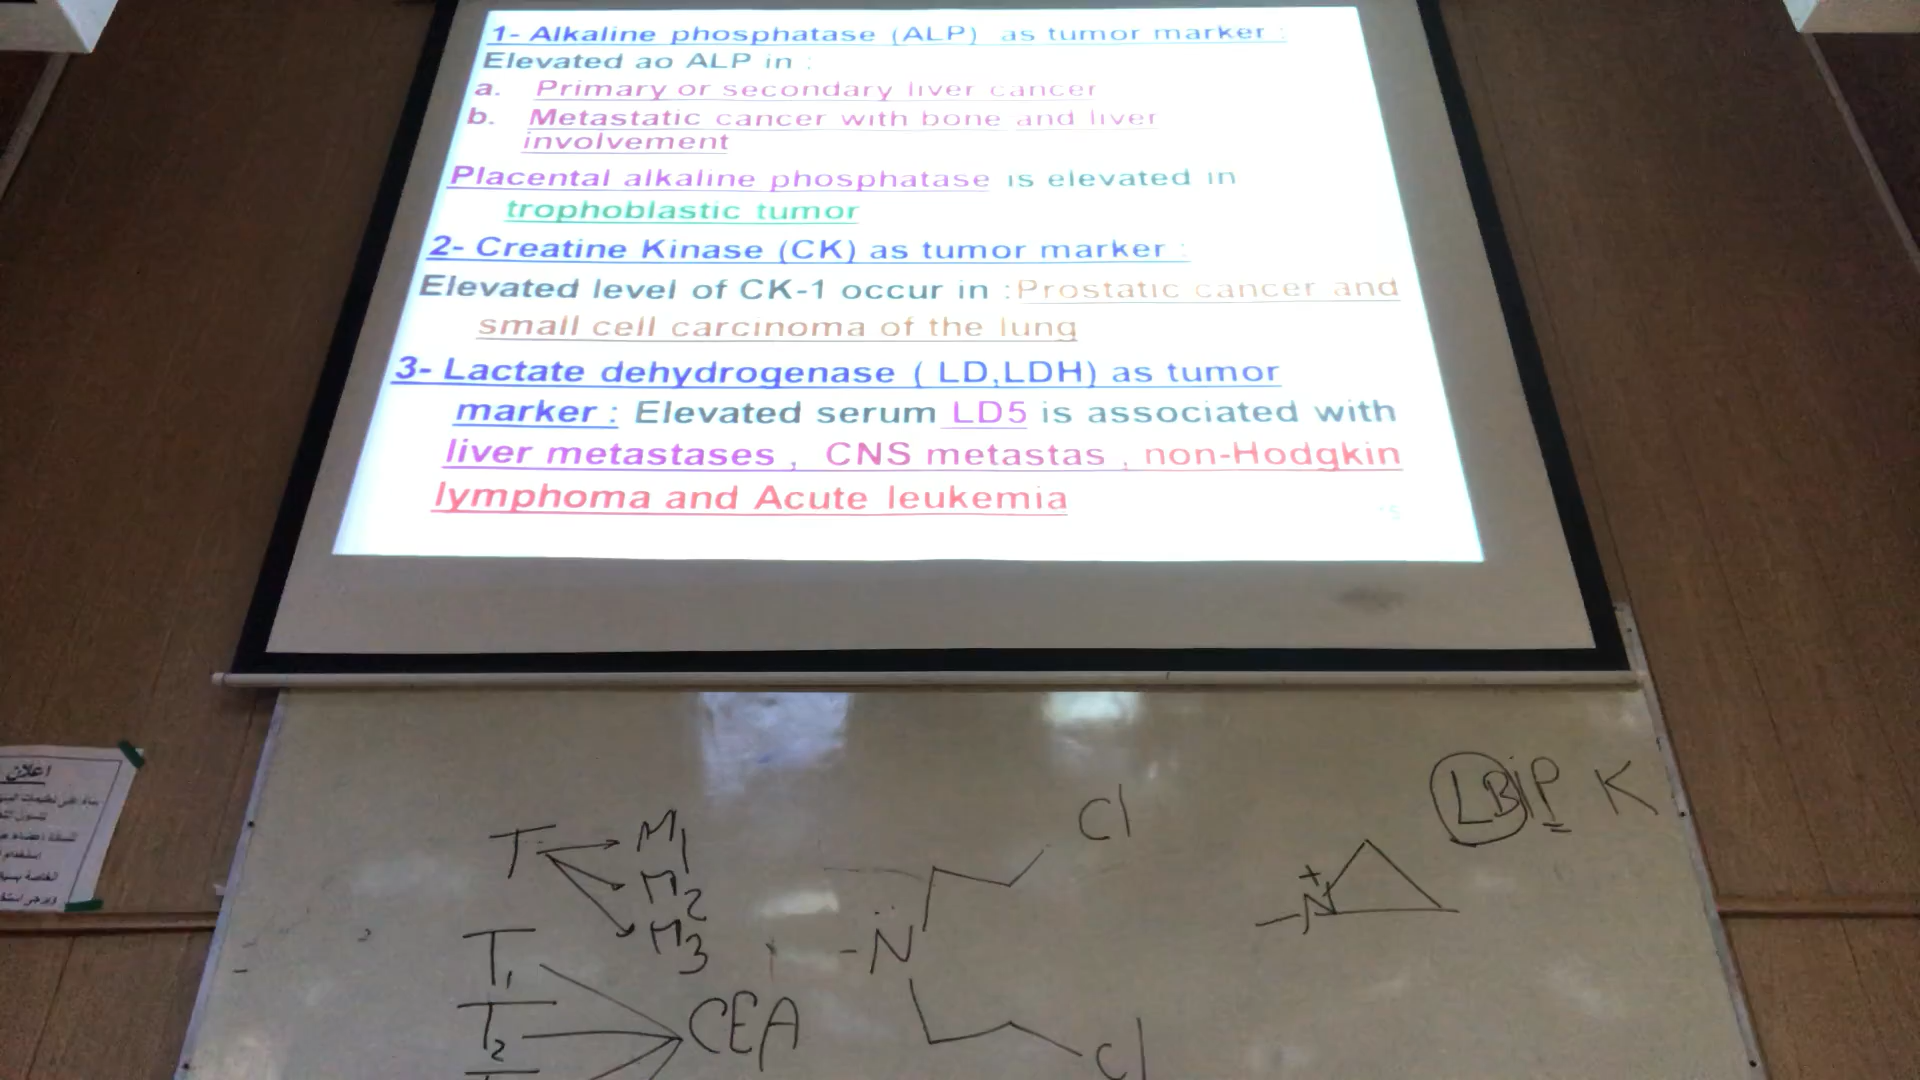 1- Alkaline phosphatase (ALP) as tumor marker :
Elevated ao ALP in :
a. Primary or secondary liver cancer
b. Metastatic cancer with bone and liver
involvement
Placental alkaline phosphatase is elevated in
trophoblastic tumor
2- Creatine Kinase (CK) as tumor marker :
Elevated level of CK-1 occur in :Prostatic cancer and
small cell carcinoma of the lung
3- Lactate dehydrogenase ( LD,LDH) as tumor
marker : Elevated serum LD5 is associated with
liver metastases , CNS metastas , non-Hodgkin
lymphoma and Acute leukemia
اعلان
T M1
M2
M3
T1
T2
CEA
-N̈
Cl
Cl
LBiP K
+
-N